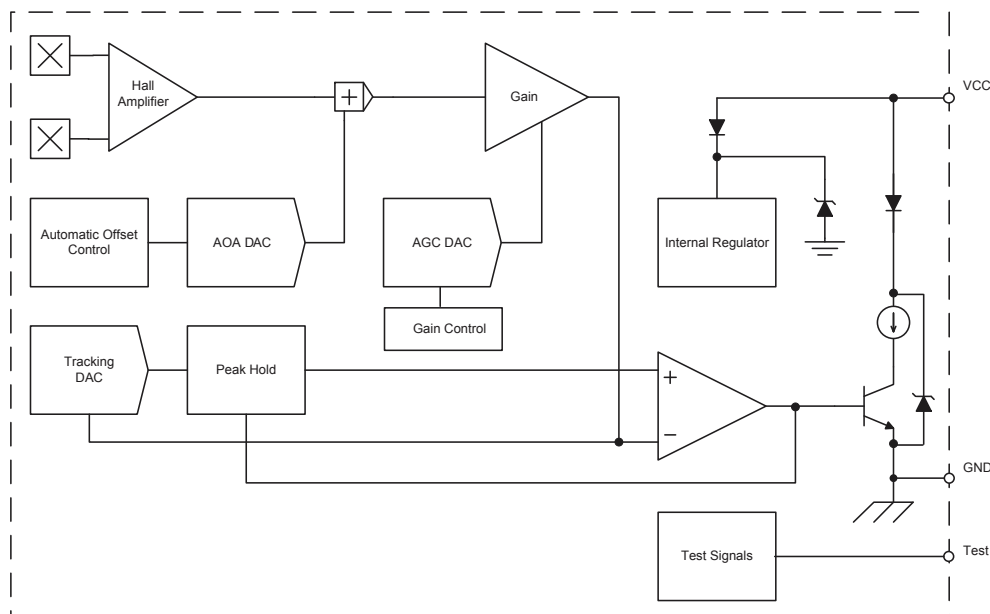 VCC
Hall
Amplifier
+
Gain
Automatic Offset
Control
AOA DAC
AGC DAC
Internal Regulator
Gain Control
Tracking
DAC
Peak Hold
+
−
GND
Test Signals
Test